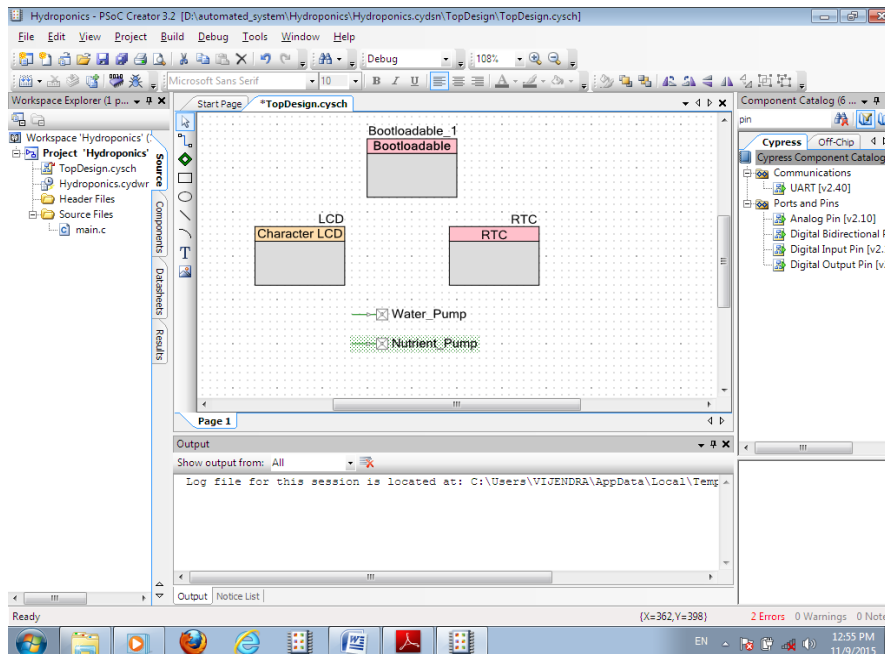 Hydroponics - PSoC Creator 3.2 [D:\automated_system\Hydroponics\Hydroponics.cydsn\TopDesign\TopDesign.cysch]
File Edit View Project Build Debug Tools Window Help
Debug 108%
Microsoft Sans Serif 10 B I U A
Workspace Explorer (1 p...
Start Page *TopDesign.cysch
Component Catalog (6 ...
pin
Cypress Off-Chip
Cypress Component Catalog
Communications
UART [v2.40]
Ports and Pins
Analog Pin [v2.10]
Digital Bidirectional P
Digital Input Pin [v2.
Digital Output Pin [v.
Workspace 'Hydroponics' (
Project 'Hydroponics'
TopDesign.cysch
Hydroponics.cydwr
Header Files
Source Files
main.c
Source
Components
Datasheets
Results
T
Bootloadable_1
Bootloadable
LCD
Character LCD
RTC
RTC
Water_Pump
Nutrient_Pump
Page 1
Output
Show output from: All
Log file for this session is located at: C:\Users\VIJENDRA\AppData\Local\Temp
Output Notice List
Ready {X=362,Y=398} 2 Errors 0 Warnings 0 Note
EN 12:55 PM
11/9/2015